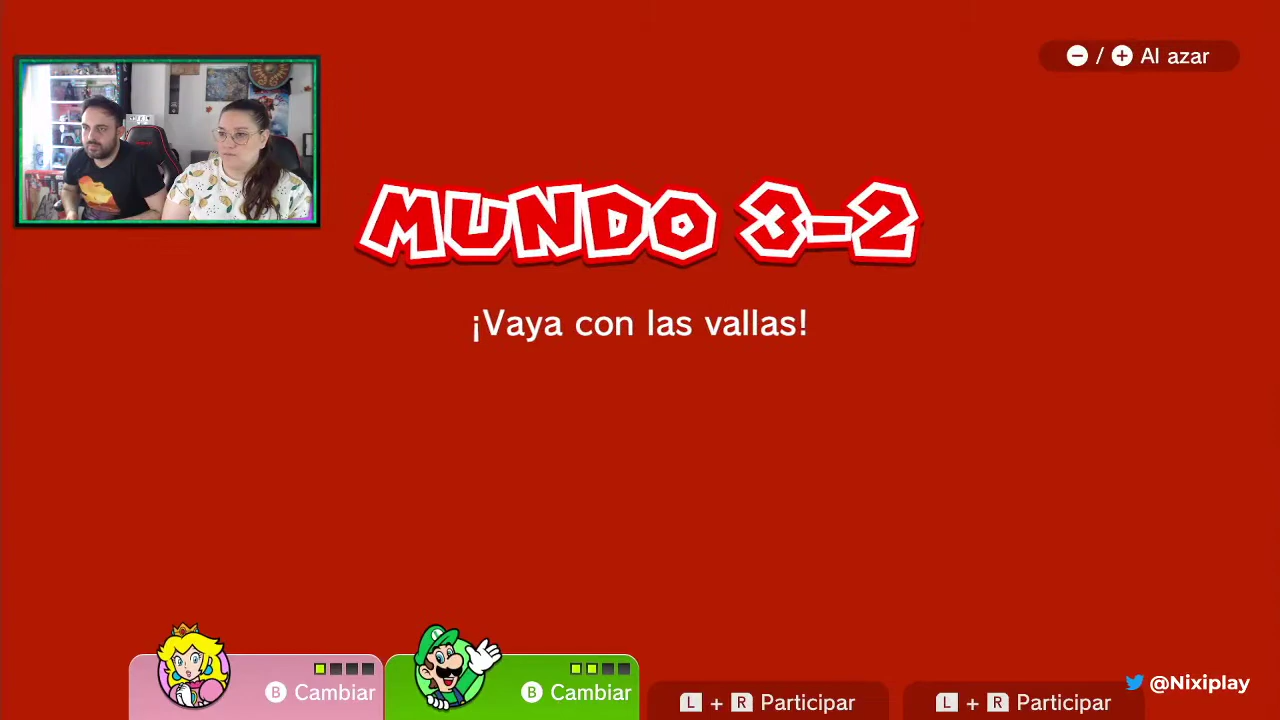 − / + Al azar
MUNDO 3-2
¡Vaya con las vallas!
B Cambiar
B Cambiar
L + R Participar
L + R Participar
@Nixiplay